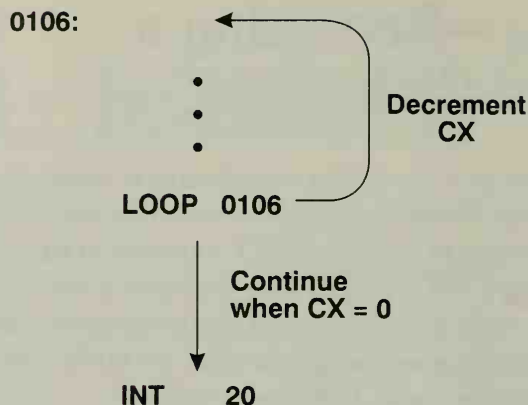 0106:
Decrement
CX
LOOP 0106
Continue
when CX = 0
INT 20